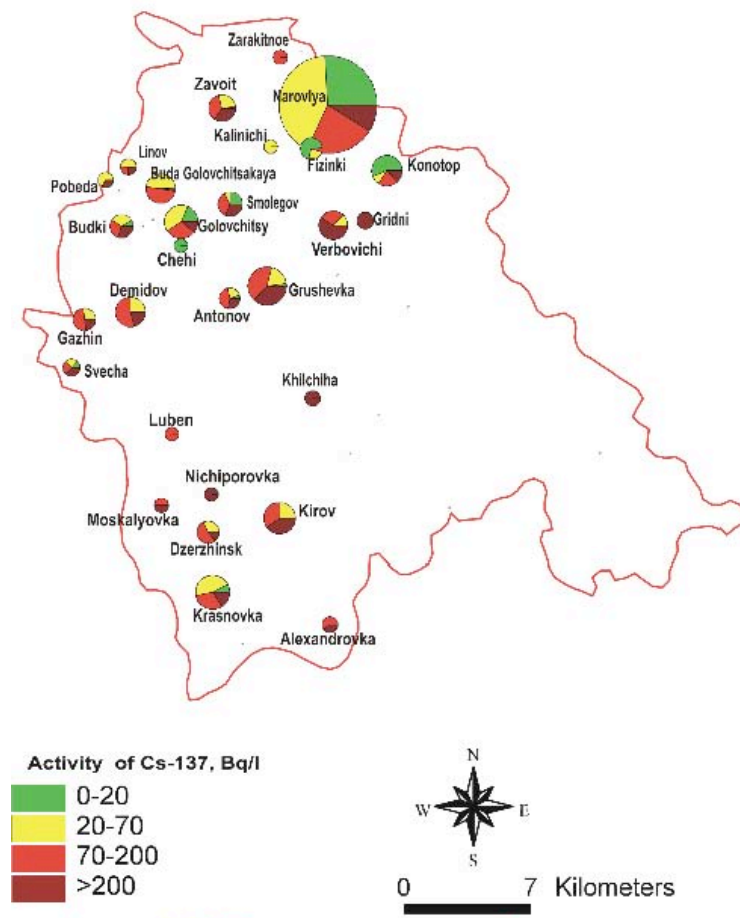 Zarakitnoe
Zavoit
Narovlya
Kalinichi
Fizinki
Linov
Buda Golovchitsakaya
Konotop
Pobeda
Smolegov
Budki
Golovchitsy
Gridni
Verbovichi
Chehi
Demidov
Grushevka
Antonov
Gazhin
Svecha
Khilchiha
Luben
Nichiporovka
Moskalyovka
Kirov
Dzerzhinsk
Krasnovka
Alexandrovka
Activity of Cs-137, Bq/l
0-20
20-70
70-200
>200
N
W E
S
0 7 Kilometers